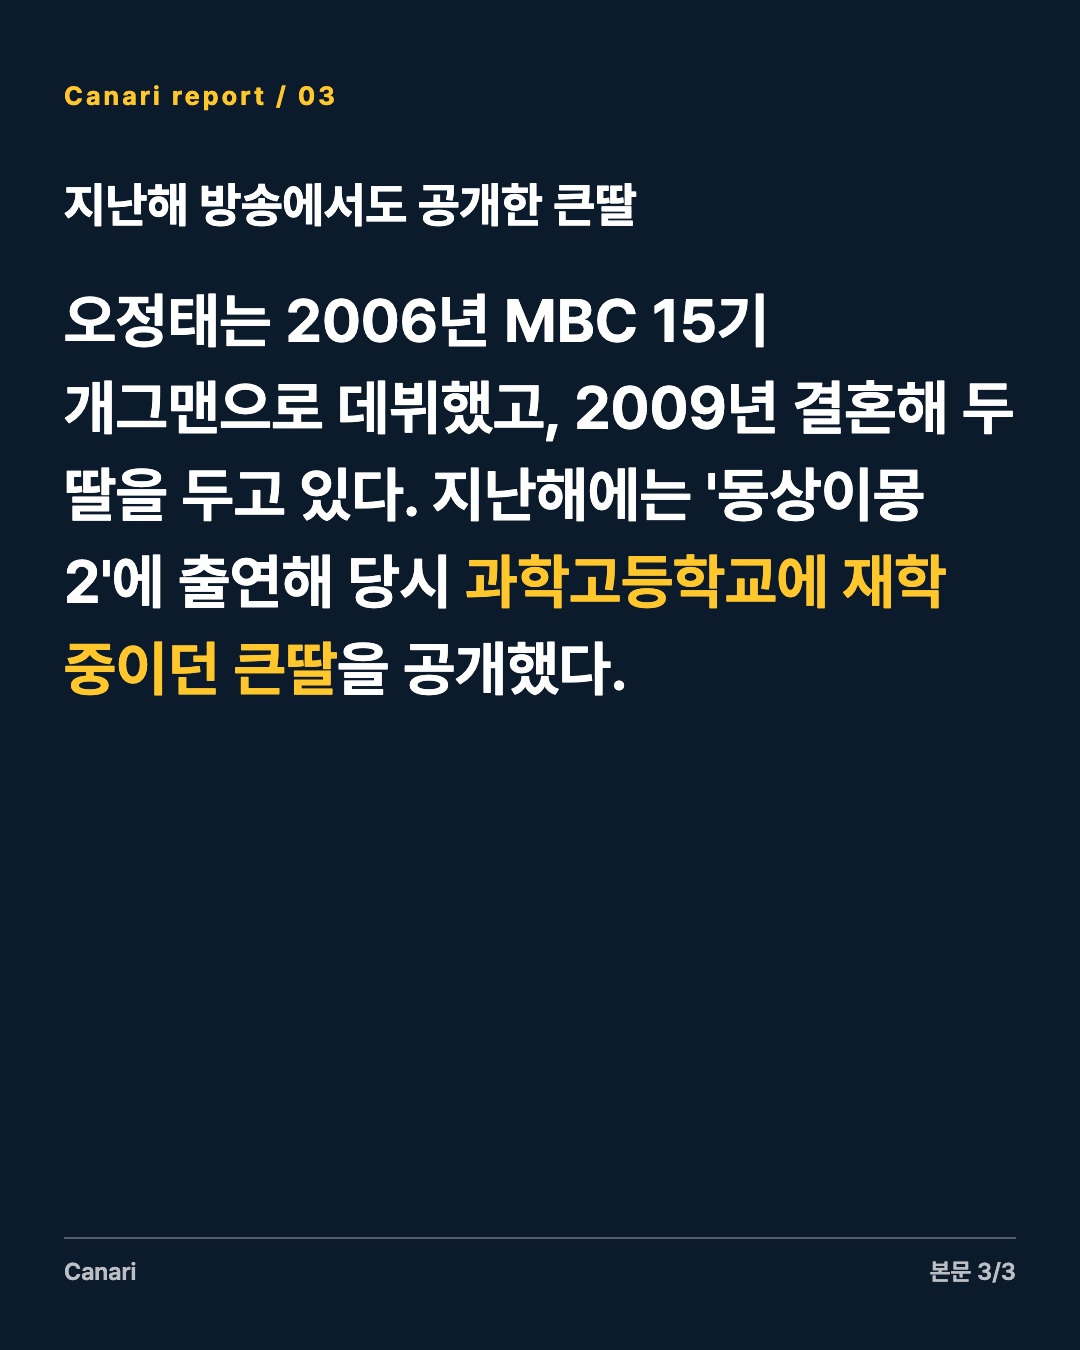 Canari report / 03
지난해 방송에서도 공개한 큰딸
오정태는 2006년 MBC 15기
개그맨으로 데뷔했고, 2009년 결혼해 두
딸을 두고 있다. 지난해에는 '동상이몽
2'에 출연해 당시 과학고등학교에 재학
중이던 큰딸을 공개했다.
Canari
본문 3/3